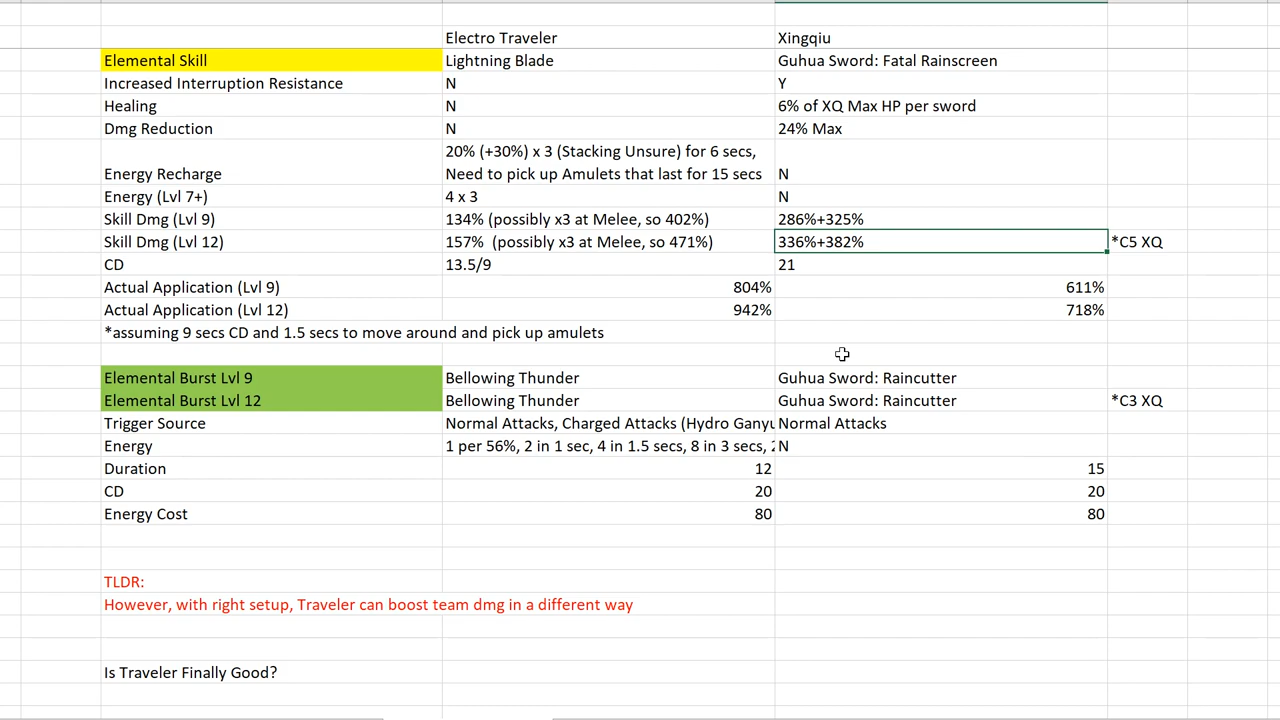 Electro Traveler Xingqiu
Elemental Skill Lightning Blade Guhua Sword: Fatal Rainscreen
Increased Interruption Resistance N Y
Healing N 6% of XQ Max HP per sword
Dmg Reduction N 24% Max
20% (+30%) x 3 (Stacking Unsure) for 6 secs,
Energy Recharge Need to pick up Amulets that last for 15 secs N
Energy (Lvl 7+) 4 x 3 N
Skill Dmg (Lvl 9) 134% (possibly x3 at Melee, so 402%) 286%+325%
Skill Dmg (Lvl 12) 157% (possibly x3 at Melee, so 471%) 336%+382% *C5 XQ
CD 13.5/9 21
Actual Application (Lvl 9) 804% 611%
Actual Application (Lvl 12) 942% 718%
*assuming 9 secs CD and 1.5 secs to move around and pick up amulets
Elemental Burst Lvl 9 Bellowing Thunder Guhua Sword: Raincutter
Elemental Burst Lvl 12 Bellowing Thunder Guhua Sword: Raincutter *C3 XQ
Trigger Source Normal Attacks, Charged Attacks (Hydro Ganyu Normal Attacks
Energy 1 per 56%, 2 in 1 sec, 4 in 1.5 secs, 8 in 3 secs, N
Duration 12 15
CD 20 20
Energy Cost 80 80
TLDR:
However, with right setup, Traveler can boost team dmg in a different way
Is Traveler Finally Good?